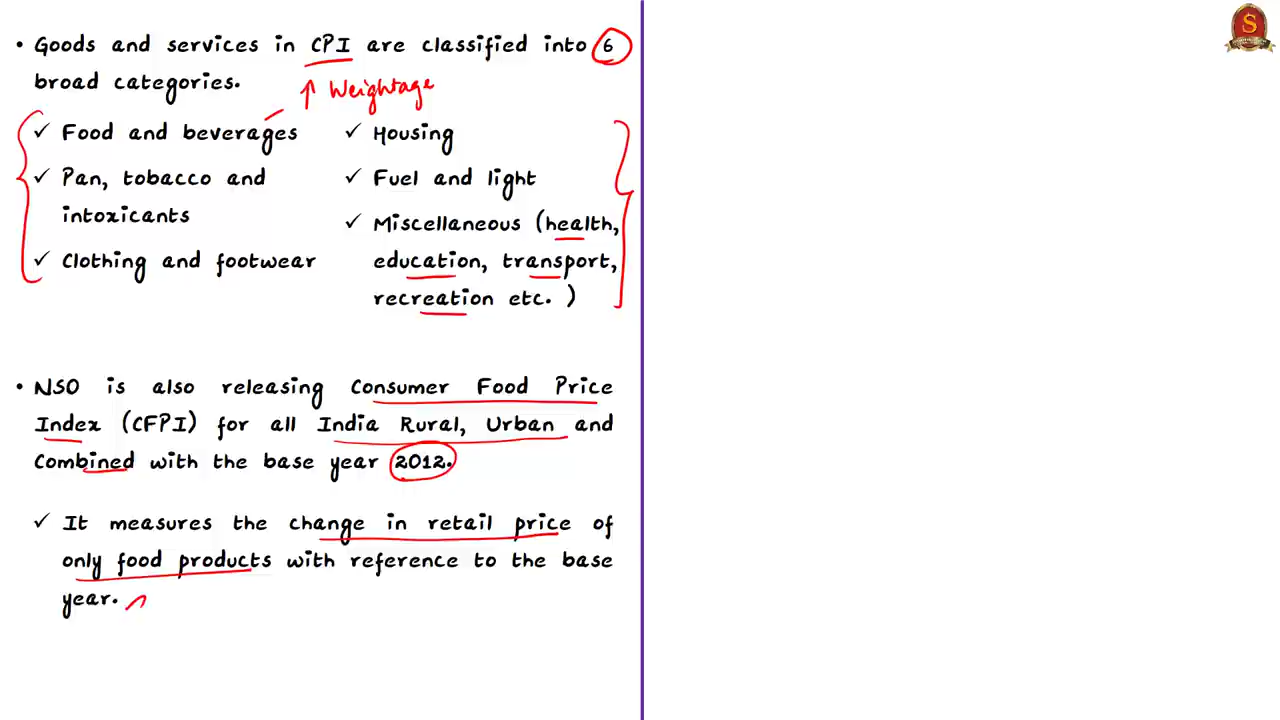 • Goods and services in CPI are classified into 6
broad categories.
↑ Weightage
✓ Food and beverages
✓ Pan, tobacco and
intoxicants
✓ Clothing and footwear
✓ Housing
✓ Fuel and light
✓ Miscellaneous (health,
education, transport,
recreation etc. )
• NSO is also releasing Consumer Food Price
Index (CFPI) for all India Rural, Urban and
Combined with the base year 2012.
✓ It measures the change in retail price of
only food products with reference to the base
year.
S